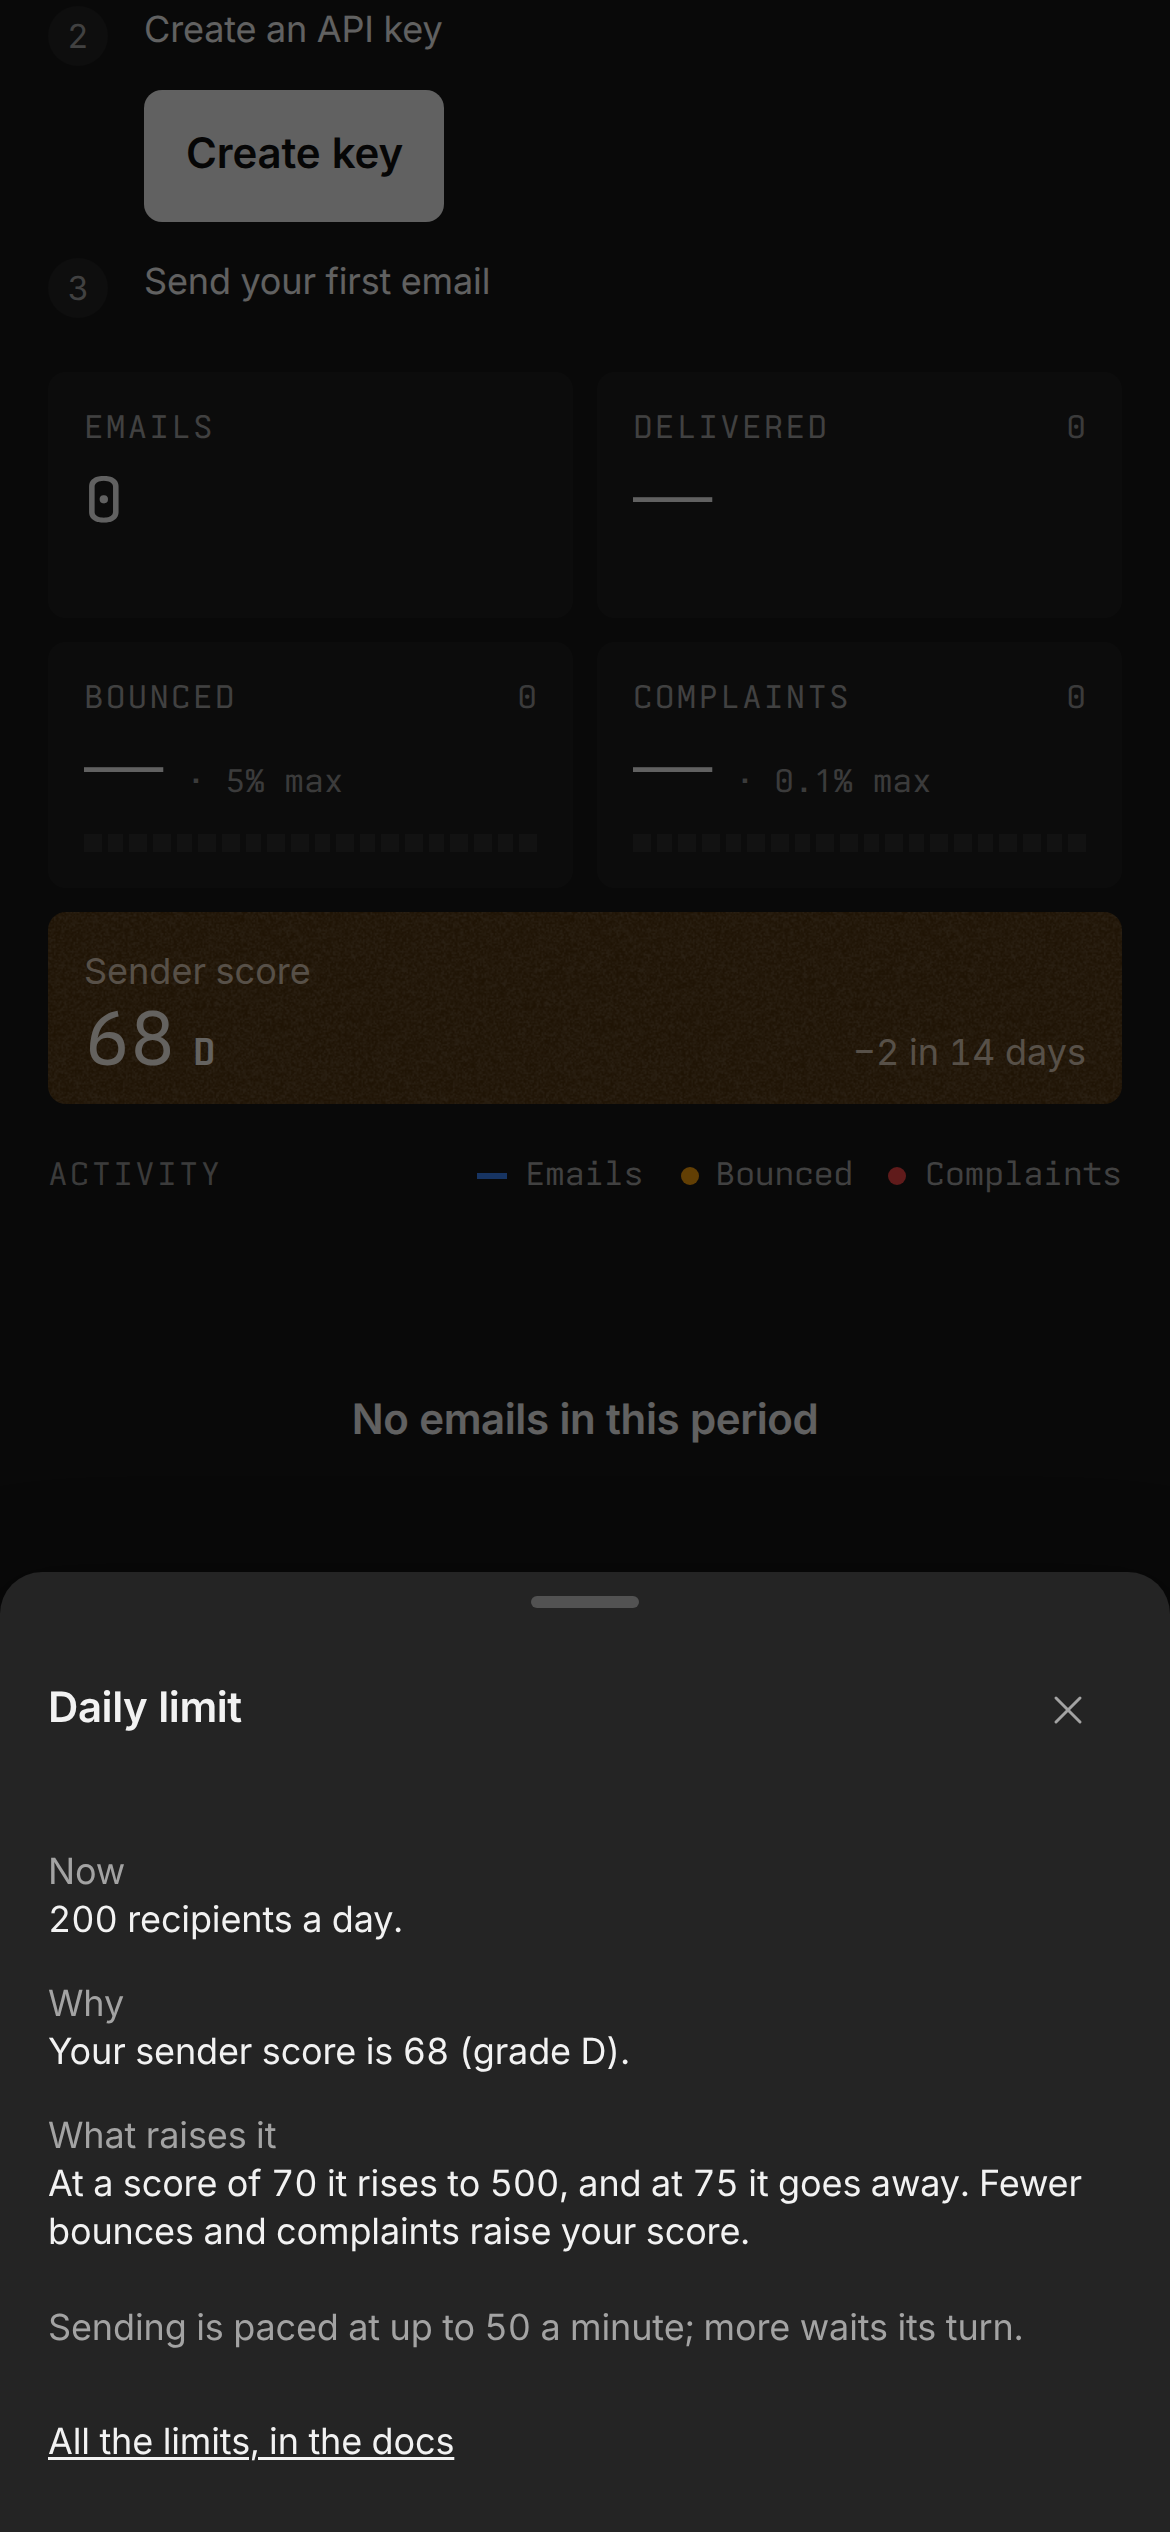 2 Create an API key
Create key
3 Send your first email
EMAILS
0
DELIVERED 0
—
BOUNCED 0
— · 5% max
COMPLAINTS 0
— · 0.1% max
Sender score
68 D −2 in 14 days
ACTIVITY Emails Bounced Complaints
No emails in this period
Daily limit
Now
200 recipients a day.
Why
Your sender score is 68 (grade D).
What raises it
At a score of 70 it rises to 500, and at 75 it goes away. Fewer
bounces and complaints raise your score.
Sending is paced at up to 50 a minute; more waits its turn.
All the limits, in the docs